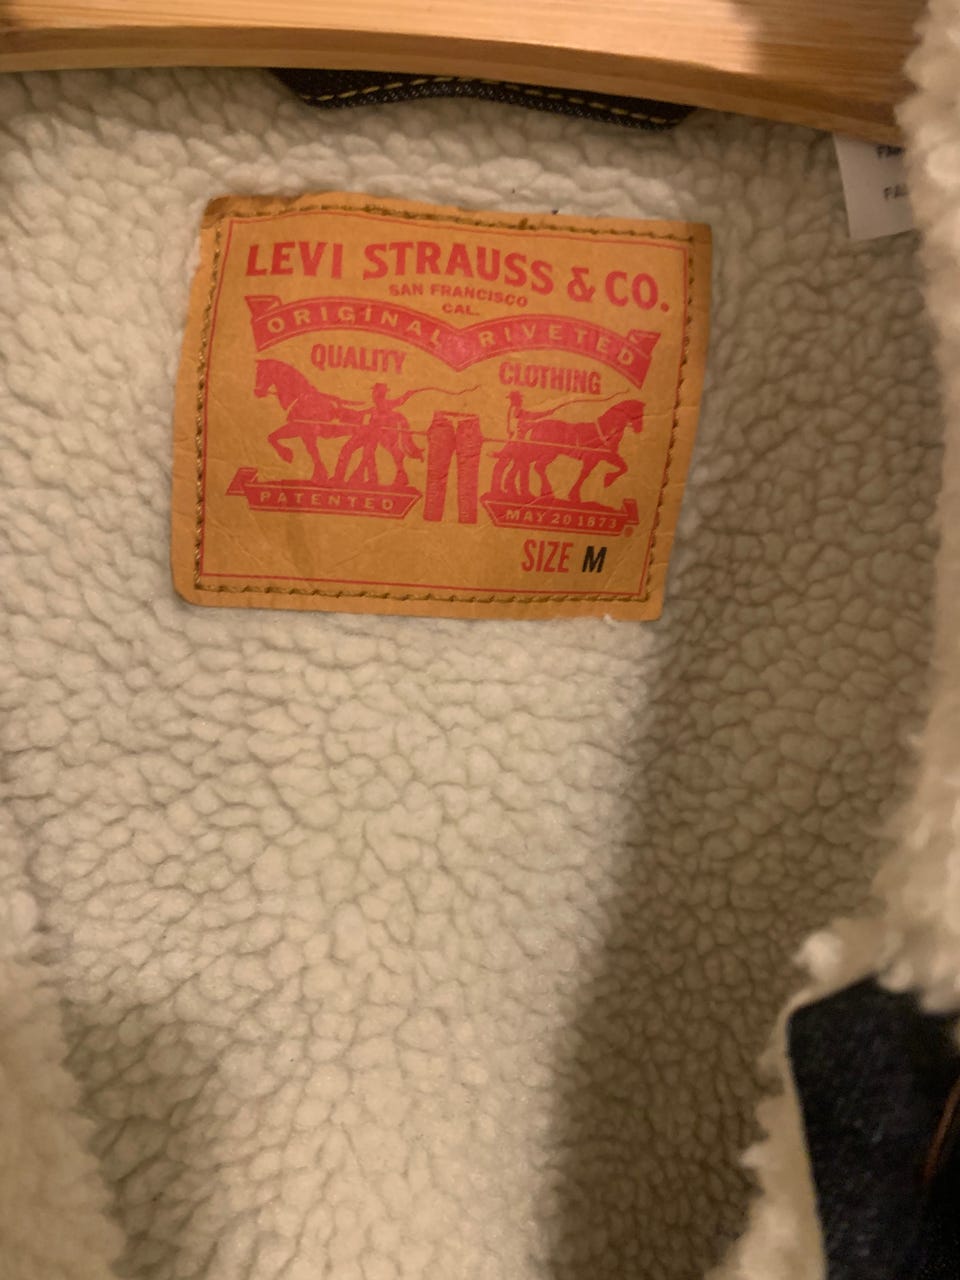 LEVI STRAUSS & CO.
SAN FRANCISCO
CAL.
ORIGINAL RIVETED
QUALITY CLOTHING
PATENTED MAY 20 1873
SIZE M